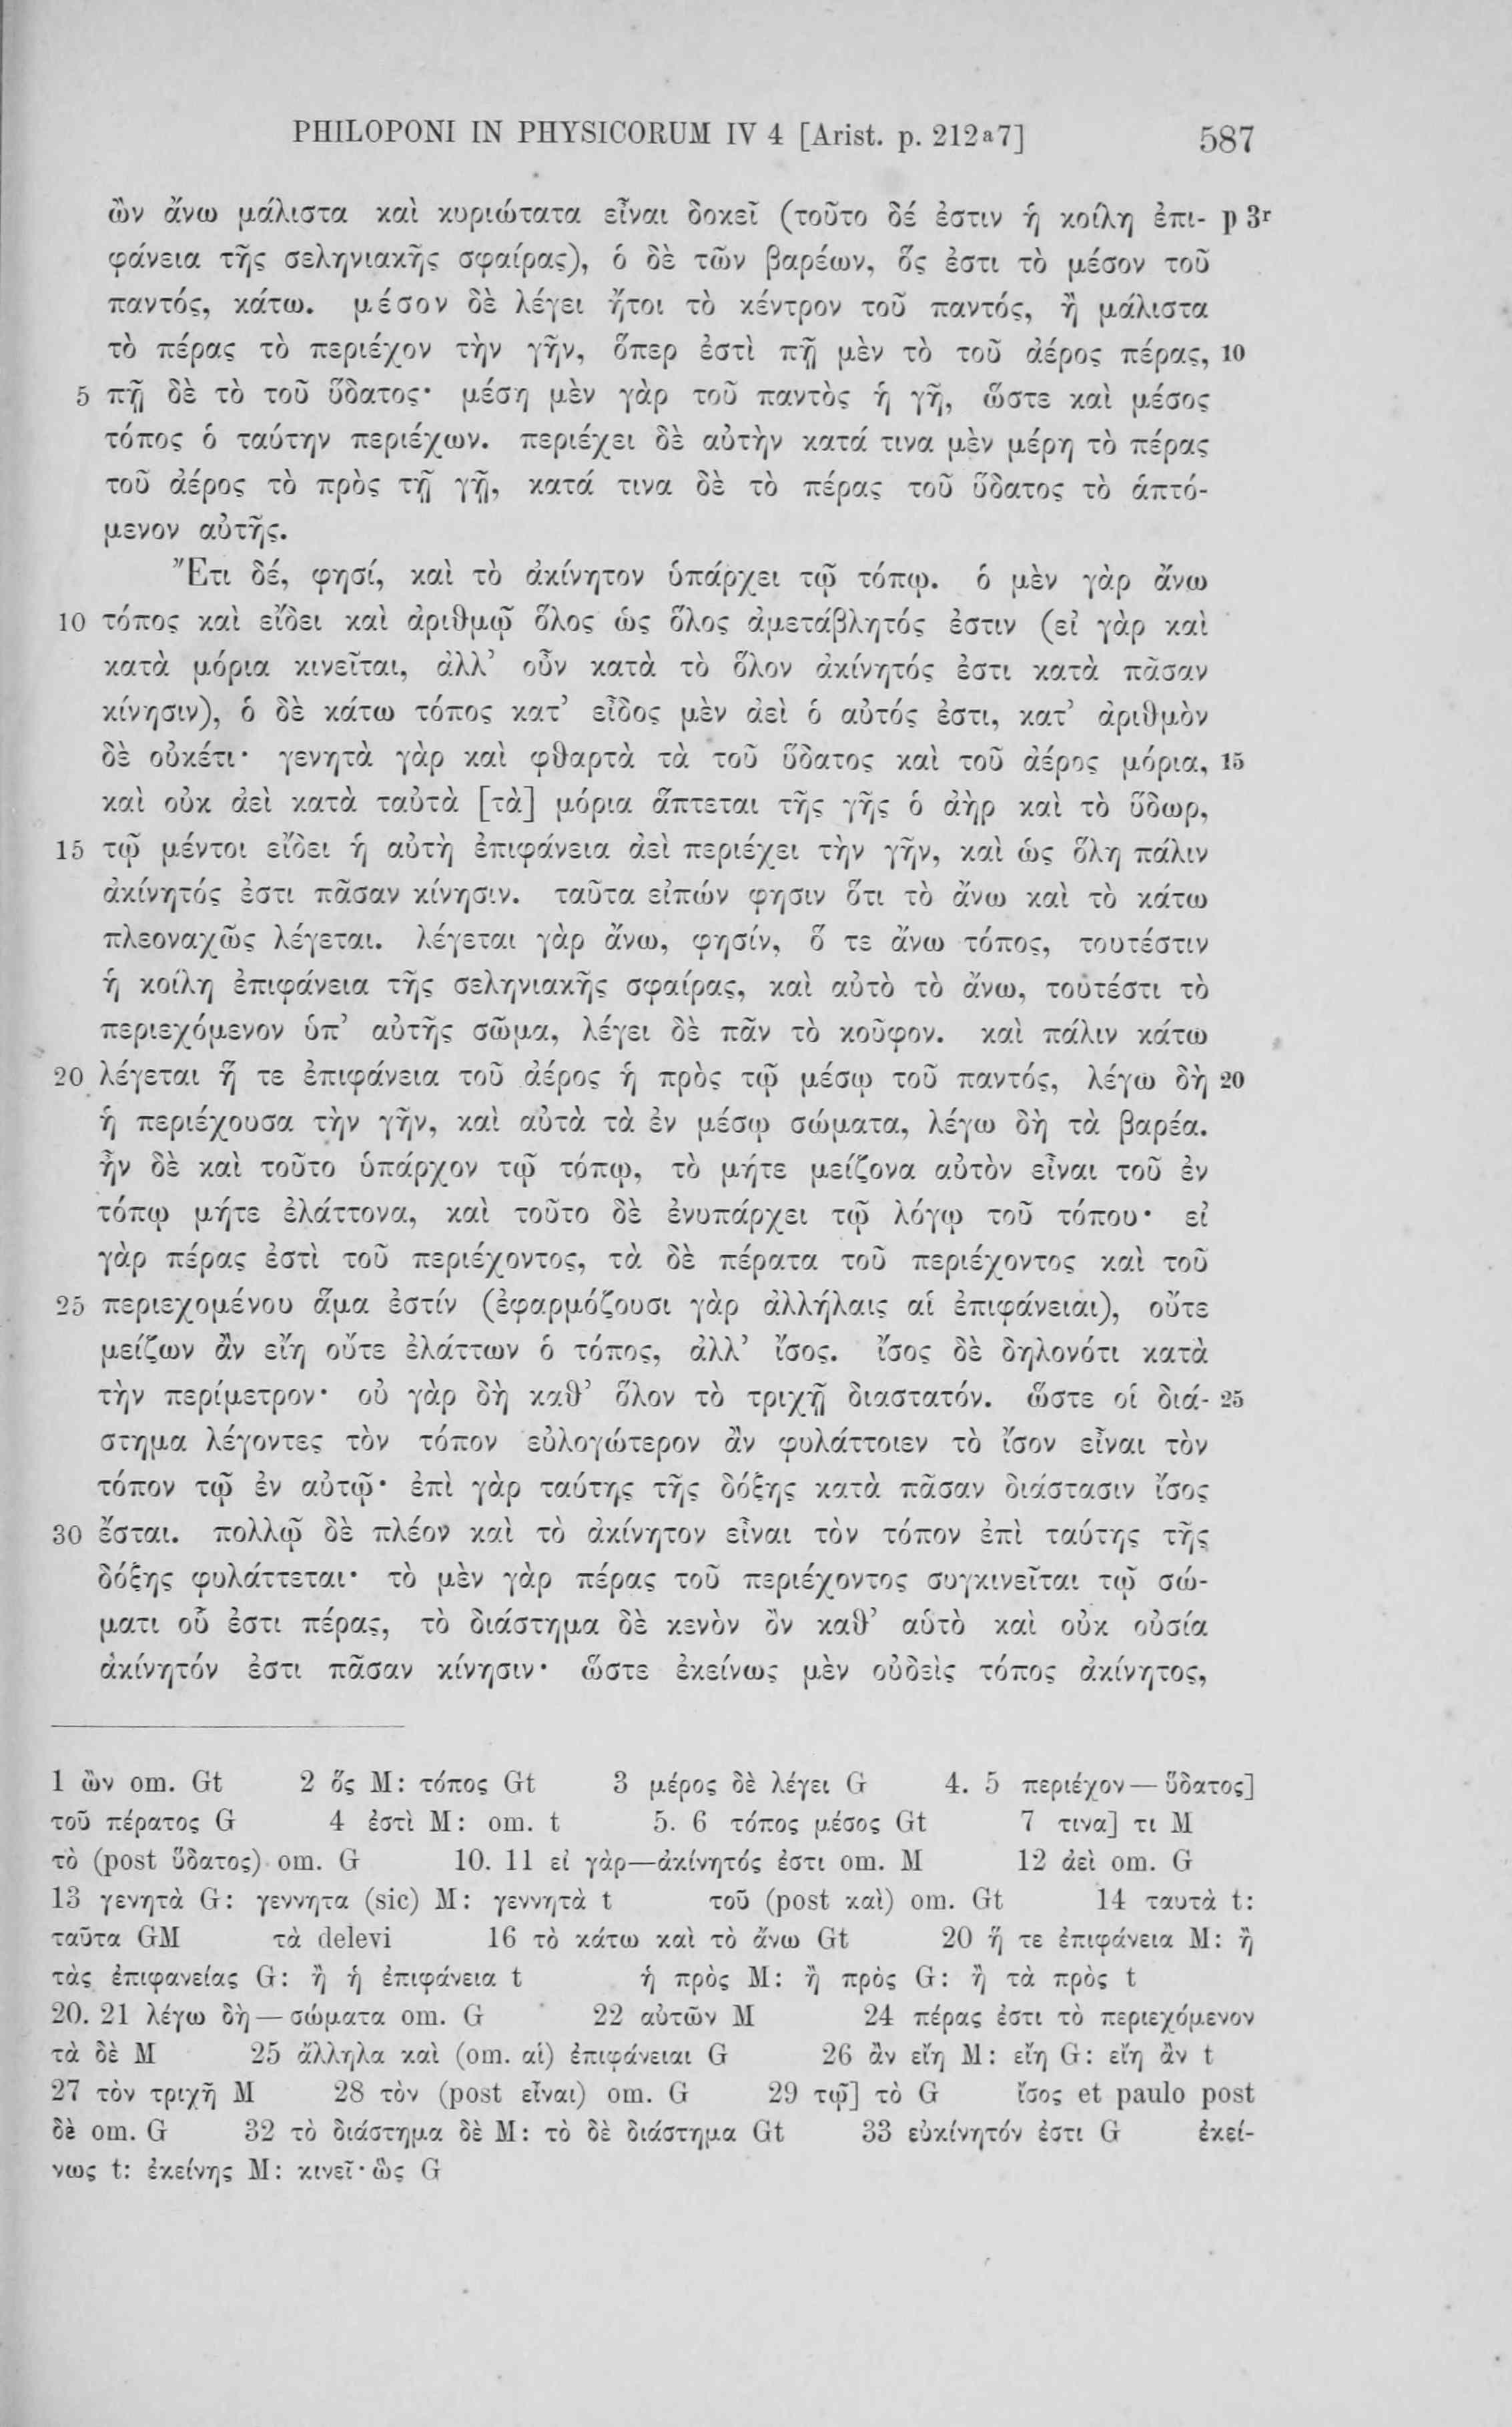 PHILOPONI IN PHYSICORUM IV 4 [Arist. p. 212a7] 587
ὢν ἄνω μάλιστα καὶ κυριώτατα εἶναι δοκεῖ (τοῦτο δέ ἐστιν ἡ κοίλη ἐπι- p 3r
φάνεια τῆς σεληνιακῆς σφαίρας), ὁ δὲ τῶν βαρέων, ὅς ἐστι τὸ μέσον τοῦ
παντός, κάτω. μέσον δὲ λέγει ἤτοι τὸ κέντρον τοῦ παντός, ἢ μάλιστα
τὸ πέρας τὸ περιέχον τὴν γῆν, ὅπερ ἐστὶ πῇ μὲν τὸ τοῦ ἀέρος πέρας, 10
5 πῇ δὲ τὸ τοῦ ὕδατος· μέση μὲν γὰρ τοῦ παντὸς ἡ γῆ, ὥστε καὶ μέσος
τόπος ὁ ταύτην περιέχων. περιέχει δὲ αὐτὴν κατά τινα μὲν μέρη τὸ πέρας
τοῦ ἀέρος τὸ πρὸς τῇ γῇ, κατά τινα δὲ τὸ πέρας τοῦ ὕδατος τὸ ἁπτό-
μενον αὐτῆς.
Ἔτι δέ, φησί, καὶ τὸ ἀκίνητον ὑπάρχει τῷ τόπῳ. ὁ μὲν γὰρ ἄνω
10 τόπος καὶ εἴδει καὶ ἀριθμῷ ὅλος ὡς ὅλος ἀμετάβλητός ἐστιν (εἰ γὰρ καὶ
κατὰ μόρια κινεῖται, ἀλλ’ οὖν κατὰ τὸ ὅλον ἀκίνητός ἐστι κατὰ πᾶσαν
κίνησιν), ὁ δὲ κάτω τόπος κατ’ εἶδος μὲν ἀεὶ ὁ αὐτός ἐστι, κατ’ ἀριθμὸν
δὲ οὐκέτι· γενητὰ γὰρ καὶ φθαρτὰ τὰ τοῦ ὕδατος καὶ τοῦ ἀέρος μόρια, 15
καὶ οὐκ ἀεὶ κατὰ ταὐτὰ [τὰ] μόρια ἅπτεται τῆς γῆς ὁ ἀὴρ καὶ τὸ ὕδωρ,
15 τῷ μέντοι εἴδει ἡ αὐτὴ ἐπιφάνεια ἀεὶ περιέχει τὴν γῆν, καὶ ὡς ὅλη πάλιν
ἀκίνητός ἐστι πᾶσαν κίνησιν. ταῦτα εἰπών φησιν ὅτι τὸ ἄνω καὶ τὸ κάτω
πλεοναχῶς λέγεται. λέγεται γὰρ ἄνω, φησίν, ὅ τε ἄνω τόπος, τουτέστιν
ἡ κοίλη ἐπιφάνεια τῆς σεληνιακῆς σφαίρας, καὶ αὐτὸ τὸ ἄνω, τουτέστι τὸ
περιεχόμενον ὑπ’ αὐτῆς σῶμα, λέγει δὲ πᾶν τὸ κοῦφον. καὶ πάλιν κάτω
20 λέγεται ἥ τε ἐπιφάνεια τοῦ ἀέρος ἡ πρὸς τῷ μέσῳ τοῦ παντός, λέγω δὴ 20
ἡ περιέχουσα τὴν γῆν, καὶ αὐτὰ τὰ ἐν μέσῳ σώματα, λέγω δὴ τὰ βαρέα.
ἦν δὲ καὶ τοῦτο ὑπάρχον τῷ τόπῳ, τὸ μήτε μείζονα αὐτὸν εἶναι τοῦ ἐν
τόπῳ μήτε ἐλάττονα, καὶ τοῦτο δὲ ἐνυπάρχει τῷ λόγῳ τοῦ τόπου· εἰ
γὰρ πέρας ἐστὶ τοῦ περιέχοντος, τὰ δὲ πέρατα τοῦ περιέχοντος καὶ τοῦ
25 περιεχομένου ἅμα ἐστίν (ἐφαρμόζουσι γὰρ ἀλλήλαις αἱ ἐπιφάνειαι), οὔτε
μείζων ἂν εἴη οὔτε ἐλάττων ὁ τόπος, ἀλλ’ ἴσος. ἴσος δὲ δηλονότι κατὰ
τὴν περίμετρον· οὐ γὰρ δὴ καθ’ ὅλον τὸ τριχῇ διαστατόν. ὥστε οἱ διά- 25
στημα λέγοντες τὸν τόπον εὐλογώτερον ἂν φυλάττοιεν τὸ ἴσον εἶναι τὸν
τόπον τῷ ἐν αὐτῷ· ἐπὶ γὰρ ταύτης τῆς δόξης κατὰ πᾶσαν διάστασιν ἴσος
30 ἔσται. πολλῷ δὲ πλέον καὶ τὸ ἀκίνητον εἶναι τὸν τόπον ἐπὶ ταύτης τῆς
δόξης φυλάττεται· τὸ μὲν γὰρ πέρας τοῦ περιέχοντος συγκινεῖται τῷ σώ-
ματι οὗ ἐστι πέρας, τὸ διάστημα δὲ κενὸν ὂν καθ’ αὑτὸ καὶ οὐκ οὐσία
ἀκίνητόν ἐστι πᾶσαν κίνησιν· ὥστε ἐκείνως μὲν οὐδεὶς τόπος ἀκίνητος,
1 ὢν om. Gt 2 ὅς M: τόπος Gt 3 μέρος δὲ λέγει G 4. 5 περιέχον—ὕδατος]
τοῦ πέρατος G 4 ἐστὶ M: om. t 5. 6 τόπος μέσος Gt 7 τινα] τι M
τὸ (post ὕδατος) om. G 10. 11 εἰ γὰρ—ἀκίνητός ἐστι om. M 12 ἀεὶ om. G
13 γενητὰ G: γεννητα (sic) M: γεννητὰ t τοῦ (post καὶ) om. Gt 14 ταυτὰ t:
ταῦτα GM τὰ delevi 16 τὸ κάτω καὶ τὸ ἄνω Gt 20 ἥ τε ἐπιφάνεια M: ἢ
τὰς ἐπιφανείας G: ἢ ἡ ἐπιφάνεια t ἡ πρὸς M: ἢ πρὸς G: ἢ τὰ πρὸς t
20. 21 λέγω δὴ—σώματα om. G 22 αὐτῶν M 24 πέρας ἐστι τὸ περιεχόμενον
τὰ δὲ M 25 ἄλληλα καὶ (om. αἱ) ἐπιφάνειαι G 26 ἂν εἴη M: εἴη G: εἴη ἂν t
27 τὸν τριχῆ M 28 τὸν (post εἶναι) om. G 29 τῷ] τὸ G ἴσος et paulo post
δὲ om. G 32 τὸ διάστημα δὲ M: τὸ δὲ διάστημα Gt 33 εὐκίνητόν ἐστι G ἐκεί-
νως t: ἐκείνης M: κινεῖ· ὣς G